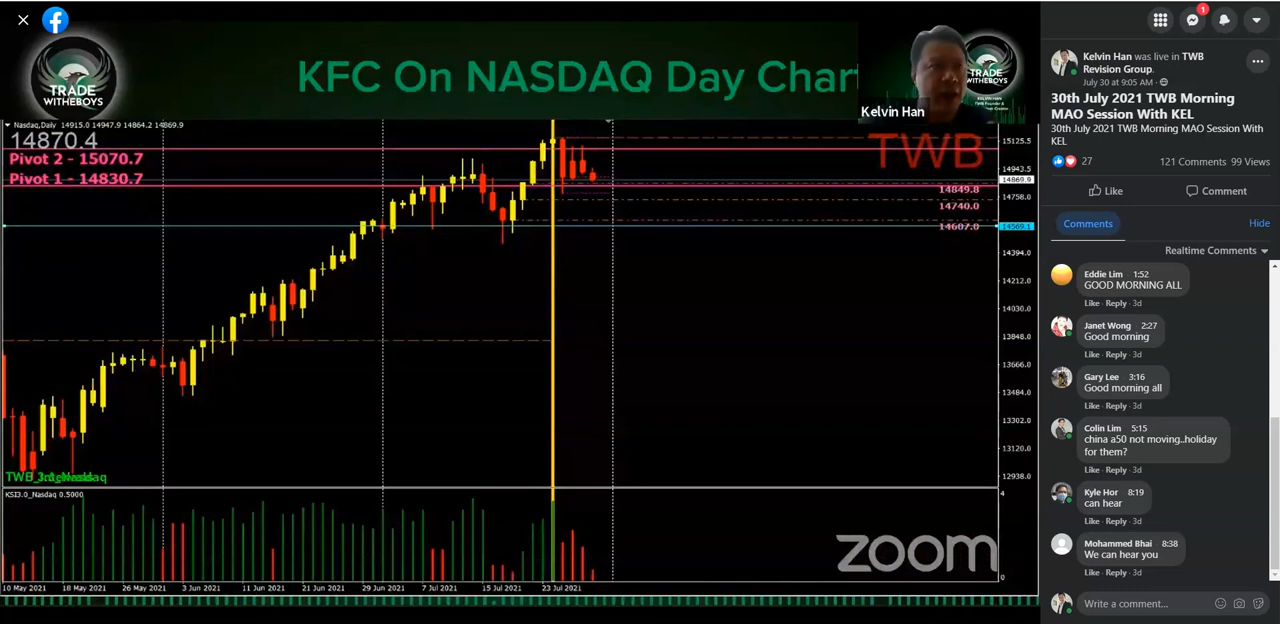 KFC On NASDAQ Day Char
TRADE
WITHEBOYS
TRADE
WITHEBOYS
Kelvin Han
Nasdaq,Daily 14915.0 14947.9 14864.2 14869.9
14870.4
Pivot 2 - 15070.7
Pivot 1 - 14830.7
TWB
15125.5
14943.5
14869.9
14849.8
14758.0
14740.0
14607.0
14569.1
14394.0
14212.0
14030.0
13848.0
13666.0
13484.0
13302.0
13120.0
12938.0
KSI3.0_Nasdaq 0.5000
4
0
zoom
10 May 2021
18 May 2021
26 May 2021
3 Jun 2021
11 Jun 2021
21 Jun 2021
29 Jun 2021
7 Jul 2021
15 Jul 2021
23 Jul 2021
1
Kelvin Han was live in TWB
Revision Group.
July 30 at 9:05 AM ·
30th July 2021 TWB Morning
MAO Session With KEL
30th July 2021 TWB Morning MAO Session With
KEL
27
121 Comments 99 Views
Like
Comment
Comments
Hide
Realtime Comments
Eddie Lim 1:52
GOOD MORNING ALL
Like · Reply · 3d
Janet Wong 2:27
Good morning
Like · Reply · 3d
Gary Lee 3:16
Good morning all
Like · Reply · 3d
Colin Lim 5:15
china a50 not moving..holiday
for them?
Like · Reply · 3d
Kyle Hor 8:19
can hear
Like · Reply · 3d
Mohammed Bhai 8:38
We can hear you
Like · Reply · 3d
Write a comment...